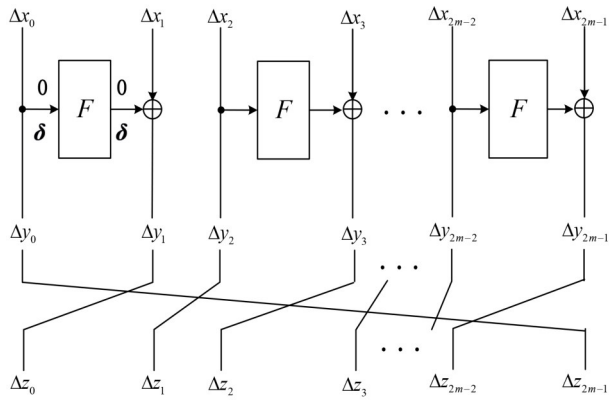 Δx₀ Δx₁ Δx₂ Δx₃ Δx₂ₘ₋₂ Δx₂ₘ₋₁
0 0
F F · · · F
δ δ
Δy₀ Δy₁ Δy₂ Δy₃ Δy₂ₘ₋₂ Δy₂ₘ₋₁
· · ·
· · ·
Δz₀ Δz₁ Δz₂ Δz₃ Δz₂ₘ₋₂ Δz₂ₘ₋₁